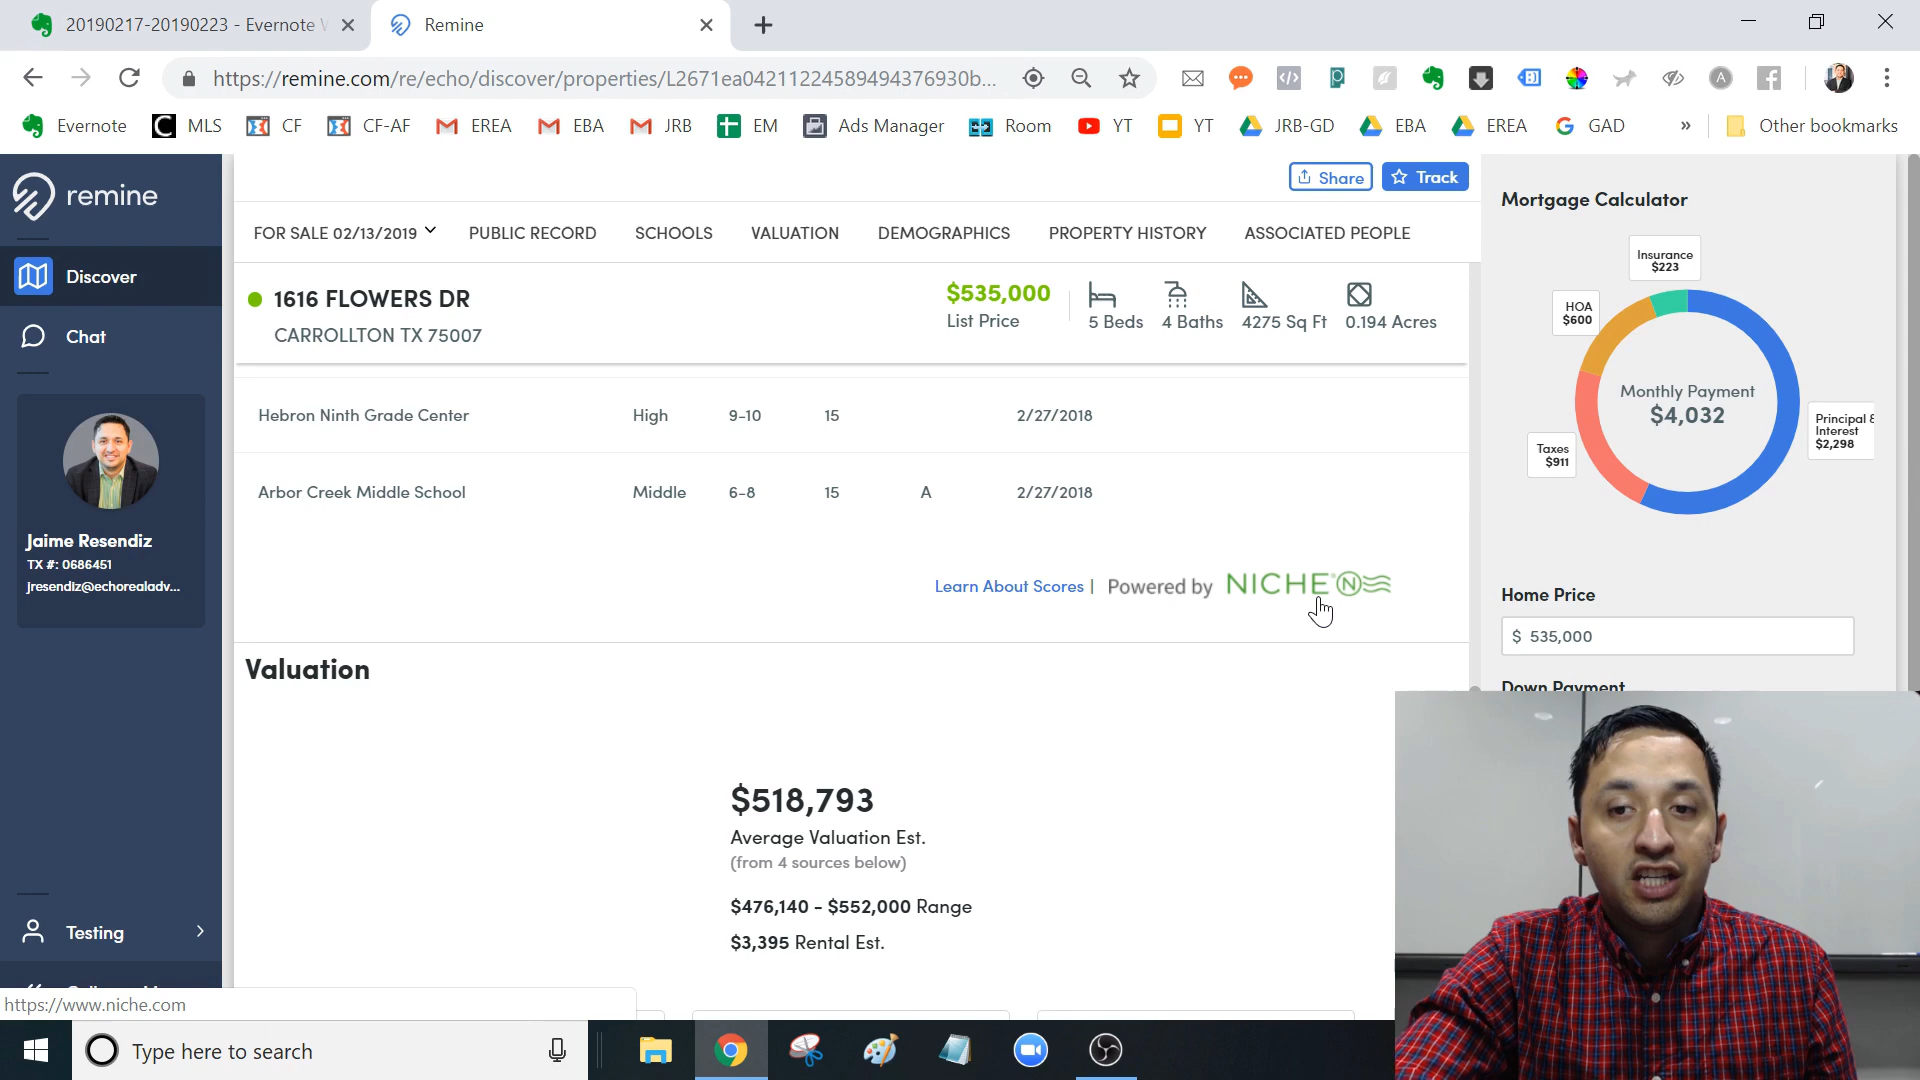 20190217-20190223 - Evernote
Remine
https://remine.com/re/echo/discover/properties/L2671ea04211224589494376930b...
Evernote
MLS
CF
CF-AF
EREA
EBA
JRB
EM
Ads Manager
Room
YT
YT
JRB-GD
EBA
EREA
GAD
»
Other bookmarks
remine
Discover
Chat
Jaime Resendiz
TX #: 0686451
jresendiz@echorealadv...
Testing
Share
Track
FOR SALE 02/13/2019
PUBLIC RECORD
SCHOOLS
VALUATION
DEMOGRAPHICS
PROPERTY HISTORY
ASSOCIATED PEOPLE
1616 FLOWERS DR
CARROLLTON TX 75007
$535,000
List Price
5 Beds
4 Baths
4275 Sq Ft
0.194 Acres
Hebron Ninth Grade Center High 9-10 15 2/27/2018
Arbor Creek Middle School Middle 6-8 15 A 2/27/2018
Learn About Scores | Powered by NICHE
Valuation
$518,793
Average Valuation Est.
(from 4 sources below)
$476,140 - $552,000 Range
$3,395 Rental Est.
Mortgage Calculator
Insurance
$223
HOA
$600
Monthly Payment
$4,032
Principal &
Interest
$2,298
Taxes
$911
Home Price
$ 535,000
Down Payment
https://www.niche.com
Type here to search